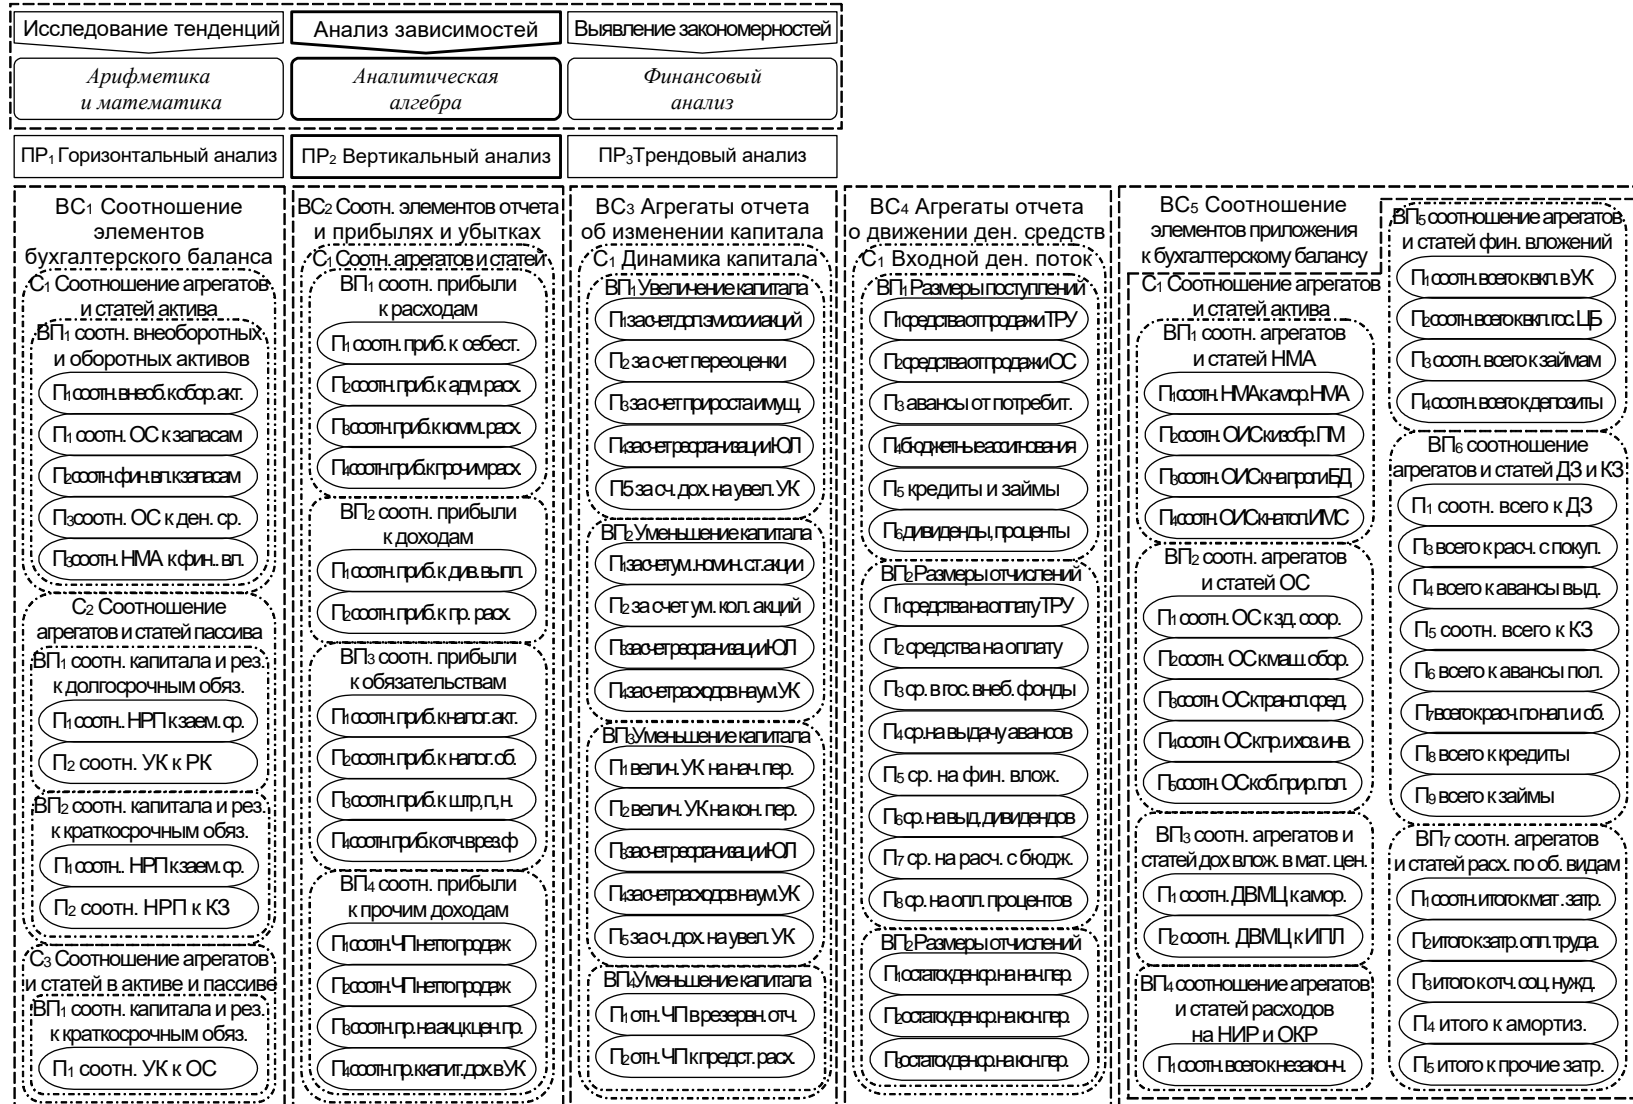 Исследование тенденций
Анализ зависимостей
Выявление закономерностей
Арифметика
и математика
Аналитическая
алгебра
Финансовый
анализ
ПР1 Горизонтальный анализ
ПР2 Вертикальный анализ
ПР3Трендовый анализ
ВС1 Соотношение
элементов
бухгалтерского баланса
С1 Соотношение агрегатов
и статей актива
ВП1 соотн. внеоборотных
и оборотных активов
П1 соотн. внеоб. к обор. акт.
П1 соотн. ОС к запасам
П2 соотн. фин. вл. к запасам
П3 соотн. ОС к ден. ср.
П3 соотн. НМА к фин.. вл.
С2 Соотношение
агрегатов и статей пассива
ВП1 соотн. капитала и рез.
к долгосрочным обяз.
П1 соотн. НРП к заем. ср.
П2 соотн. УК к РК
ВП2 соотн. капитала и рез.
к краткосрочным обяз.
П1 соотн. НРП к заем. ср.
П2 соотн. НРП к КЗ
С3 Соотношение агрегатов
и статей в активе и пассиве
ВП1 соотн. капитала и рез.
к краткосрочным обяз.
П1 соотн. УК к ОС
ВС2 Соотн. элементов отчета
и прибылях и убытках
С1 Соотн. агрегатов и статей
ВП1 соотн. прибыли
к расходам
П1 соотн. приб. к себест.
П2 соотн. приб. к адм. расх.
П3 соотн. приб. к комм. расх.
П4 соотн. приб. к прочим расх.
ВП2 соотн. прибыли
к доходам
П1 соотн. приб. к див. выпл.
П2 соотн. приб. к пр. расх.
ВП3 соотн. прибыли
к обязательствам
П1 соотн. приб. к налог. акт.
П2 соотн. приб. к налог. об.
П3 соотн. приб. к штр, п, н.
П4 соотн. приб. к отч. в рез. ф
ВП4 соотн. прибыли
к прочим доходам
П1 соотн. ЧП нетто продаж
П2 соотн. ЧП нетто продаж
П3 соотн. пр. на акц к цен. пр.
П4 соотн. пр. к капит. дох в УК
ВС3 Агрегаты отчета
об изменении капитала
С1 Динамика капитала
ВП1 Увеличение капитала
П1 за счет доп. эмиссии акций
П2 за счет переоценки
П3 за счет прироста имущ.
П4 за счет реорганизации ЮЛ
П5 за сч. дох. на увел. УК
ВП2 Уменьшение капитала
П1 за счет ум. номин. ст. акции
П2 за счет ум. кол. акций
П3 за счет реорганизации ЮЛ
П4 за счет расходов на ум. УК
ВП3 Уменьшение капитала
П1 велич. УК на нач. пер.
П2 велич. УК на кон. пер.
П3 за счет реорганизации ЮЛ
П4 за счет расходов на ум. УК
П5 за сч. дох. на увел. УК
ВП4 Уменьшение капитала
П1 отн. ЧП в резервн. отч.
П2 отн. ЧП к предст. расх.
ВС4 Агрегаты отчета
о движении ден. средств
С1 Входной ден. поток
ВП1 Размеры поступлений
П1 средства от продажи ТРУ
П2 средства от продажи ОС
П3 авансы от потребит.
П4 бюджетные ассинования
П5 кредиты и займы
П6 дивиденды, проценты
ВП2 Размеры отчислений
П1 средства на оплату ТРУ
П2 средства на оплату
П3 ср. в гос. внеб. фонды
П4 ср. на выдачу авансов
П5 ср. на фин. влож.
П6 ср. на выд. дивидендов
П7 ср. на расч. с бюдж.
П8 ср. на опл. процентов
ВП2 Размеры отчислений
П1 остаток ден ср. на нач. пер.
П2 остаток ден ср. на кон. пер.
П3 остаток ден ср. на кон. пер.
ВС5 Соотношение
элементов приложения
к бухгалтерскому балансу
С1 Соотношение агрегатов
и статей актива
ВП1 соотн. агрегатов
и статей НМА
П1 соотн. НМА к амор. НМА
П2 соотн. ОИС к изобр. ПМ
П3 соотн. ОИС к на прог и БД
П4 соотн. ОИС к на топ. ИМС
ВП2 соотн. агрегатов
и статей ОС
П1 соотн. ОС к зд. соор.
П2 соотн. ОС к маш. обор.
П3 соотн. ОС к трансп. сред.
П4 соотн. ОС к пр. и хоз. инв.
П5 соотн. ОС к об. прир. пол.
ВП3 соотн. агрегатов и
статей дох влож. в мат. цен.
П1 соотн. ДВМЦ к амор.
П2 соотн. ДВМЦ к ИПЛ
ВП4 соотношение агрегатов
и статей расходов
на НИР и ОКР
П1 соотн. всего к незаконч.
ВП5 соотношение агрегатов
и статей фин. вложений
П1 соотн. всего к вкл. в УК
П2 соотн. всего к вкл. гос. ЦБ
П3 соотн. всего к займам
П4 соотн. всего к депозиты
ВП6 соотношение
агрегатов и статей ДЗ и КЗ
П1 соотн. всего к ДЗ
П3 всего к расч. с покуп.
П4 всего к авансы выд.
П5 соотн. всего к КЗ
П6 всего к авансы пол.
П7 всего к расч. по нал. и сб.
П8 всего к кредиты
П9 всего к займы
ВП7 соотн. агрегатов
и статей расх. по об. видам
П1 соотн. итого к мат. затр.
П2 итого к затр. опл. труда.
П3 итого к отч. соц. нужд.
П4 итого к амортиз.
П5 итого к прочие затр.